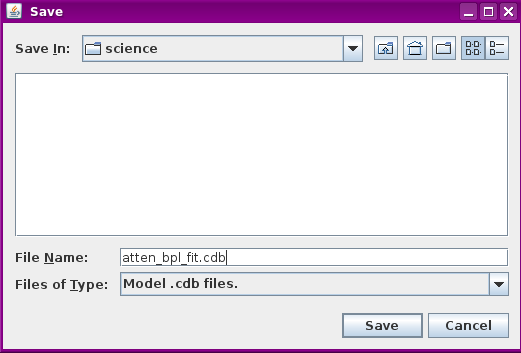 Save
Save In: science
File Name: atten_bpl_fit.cdb
Files of Type: Model .cdb files.
Save Cancel